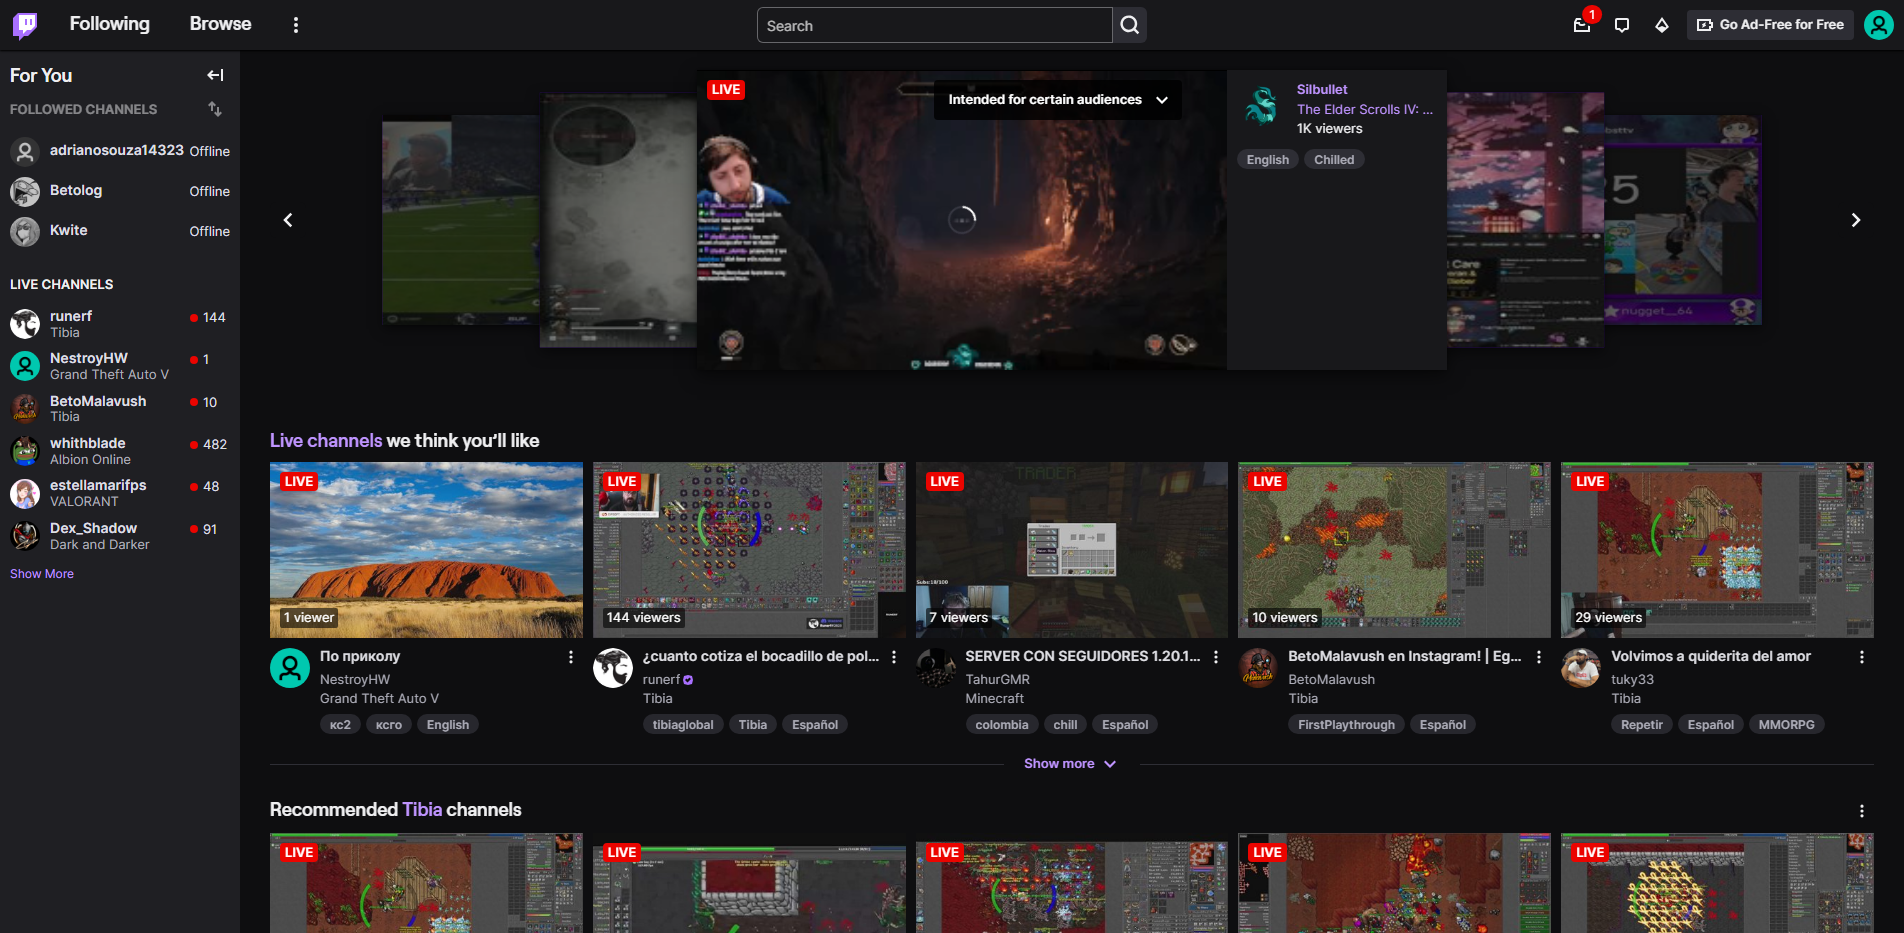 Following
Browse
Search
1
Go Ad-Free for Free
For You
FOLLOWED CHANNELS
adrianosouza14323 Offline
Betolog Offline
Kwite Offline
LIVE CHANNELS
runerf 144
Tibia
NestroyHW 1
Grand Theft Auto V
BetoMalavush 10
Tibia
whithblade 482
Albion Online
estellamarifps 48
VALORANT
Dex_Shadow 91
Dark and Darker
Show More
LIVE
Intended for certain audiences
Silbullet
The Elder Scrolls IV: ...
1K viewers
English Chilled
nugget__64
Live channels we think you'll like
LIVE
1 viewer
По приколу
NestroyHW
Grand Theft Auto V
кс2 ксго English
LIVE
144 viewers
¿cuanto cotiza el bocadillo de pol...
runerf
Tibia
tibiaglobal Tibia Español
LIVE
TRADER
Subs:18/100
7 viewers
SERVER CON SEGUIDORES 1.20.1...
TahurGMR
Minecraft
colombia chill Español
LIVE
10 viewers
BetoMalavush en Instagram! | Eg...
BetoMalavush
Tibia
FirstPlaythrough Español
LIVE
29 viewers
Volvimos a quiderita del amor
tuky33
Tibia
Repetir Español MMORPG
Show more
Recommended Tibia channels
LIVE
LIVE
LIVE
LIVE
LIVE